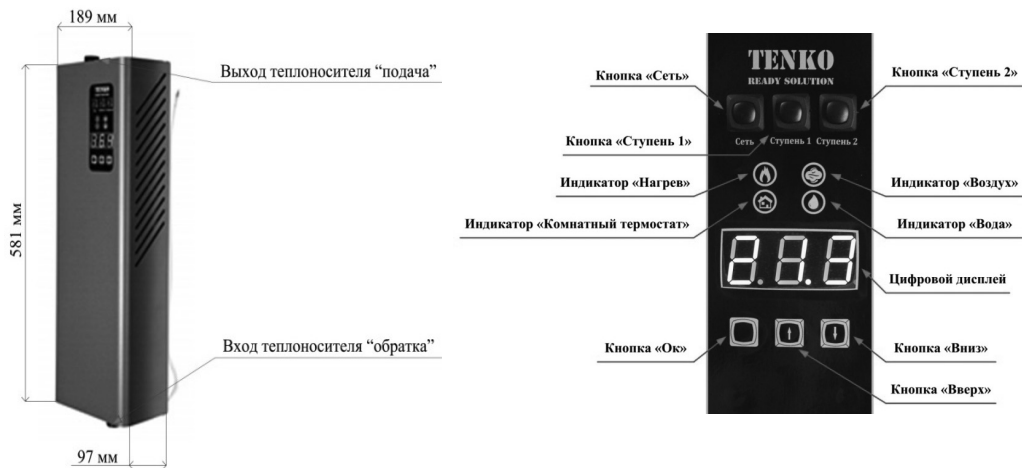 189 мм
Выход теплоносителя “подача”
581 мм
Вход теплоносителя “обратка”
97 мм
TENKO
READY SOLUTION
Кнопка «Сеть»
Кнопка «Ступень 2»
Кнопка «Ступень 1»
Сеть Ступень 1 Ступень 2
Индикатор «Нагрев»
Индикатор «Воздух»
Индикатор «Комнатный термостат»
Индикатор «Вода»
21.3
Цифровой дисплей
Кнопка «Ок»
Кнопка «Вниз»
Кнопка «Вверх»